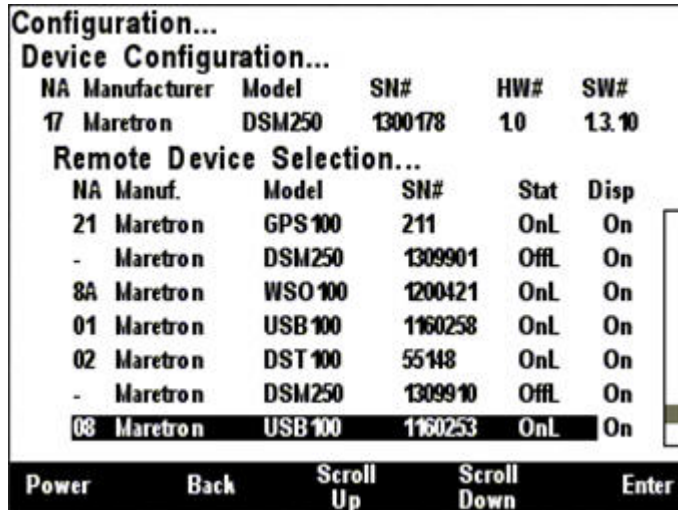 Configuration...
Device Configuration...
NA Manufacturer Model SN# HW# SW#
17 Maretron DSM250 1300178 1.0 1.3.10
Remote Device Selection...
NA Manuf. Model SN# Stat Disp
21 Maretron GPS100 211 OnL On
- Maretron DSM250 1309901 OffL On
8A Maretron WSO100 1200421 OnL On
01 Maretron USB100 1160258 OnL On
02 Maretron DST100 55148 OnL On
- Maretron DSM250 1309910 OffL On
08 Maretron USB100 1160253 OnL On
Power Back Scroll Up Scroll Down Enter